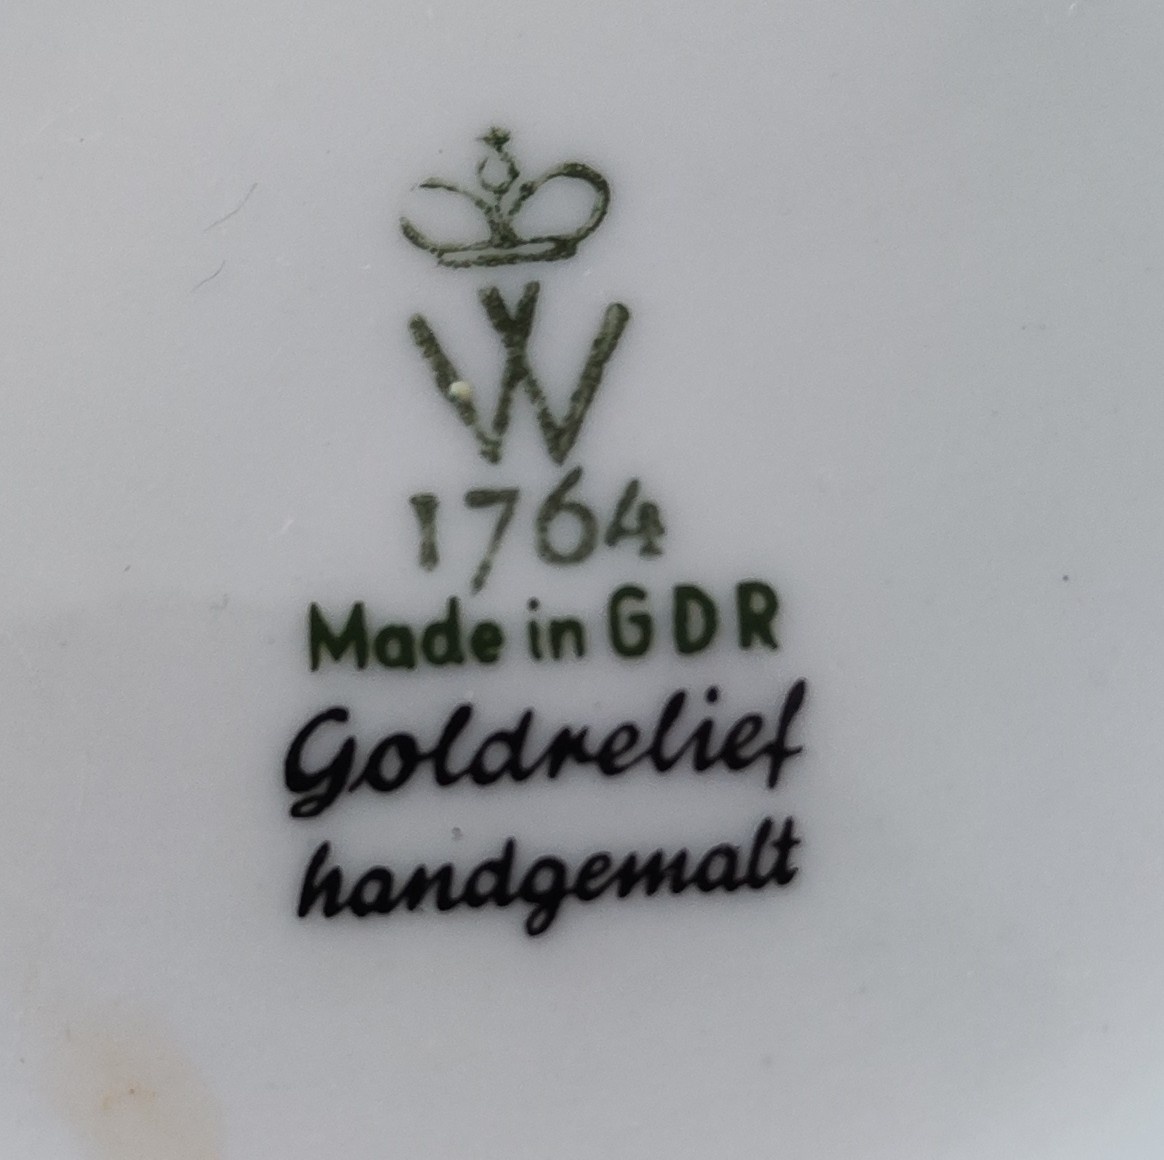 W
1764
Made in GDR
Goldrelief
handgemalt